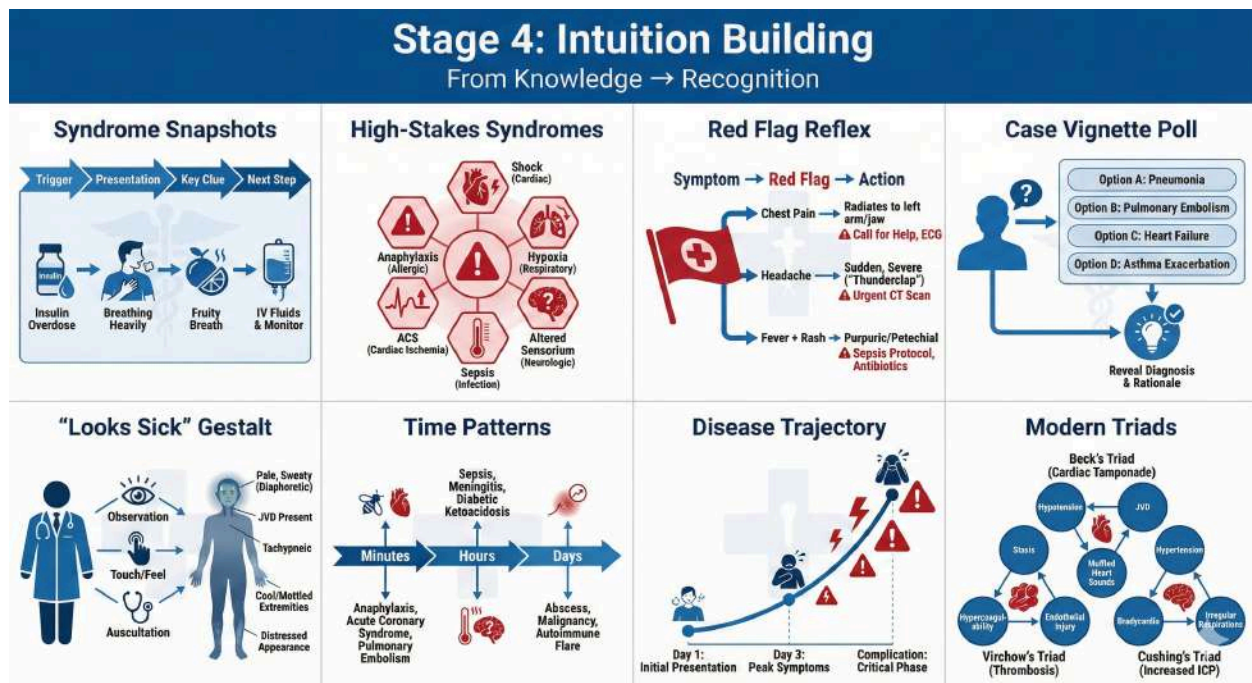 Stage 4: Intuition Building
From Knowledge → Recognition
Syndrome Snapshots
Trigger
Presentation
Key Clue
Next Step
Insulin
Insulin
Overdose
Breathing
Heavily
Fruity
Breath
IV Fluids
& Monitor
High-Stakes Syndromes
Shock
(Cardiac)
Anaphylaxis
(Allergic)
Hypoxia
(Respiratory)
ACS
(Cardiac Ischemia)
Altered
Sensorium
(Neurologic)
Sepsis
(Infection)
Red Flag Reflex
Symptom → Red Flag → Action
Chest Pain → Radiates to left
arm/jaw
Call for Help, ECG
Headache → Sudden, Severe
("Thunderclap")
Urgent CT Scan
Fever + Rash → Purpuric/Petechial
Sepsis Protocol,
Antibiotics
Case Vignette Poll
Option A: Pneumonia
Option B: Pulmonary Embolism
Option C: Heart Failure
Option D: Asthma Exacerbation
Reveal Diagnosis
& Rationale
"Looks Sick" Gestalt
Observation
Touch/Feel
Auscultation
Pale, Sweaty
(Diaphoretic)
JVD Present
Tachypneic
Cool/Mottled
Extremities
Distressed
Appearance
Time Patterns
Sepsis,
Meningitis,
Diabetic
Ketoacidosis
Minutes
Hours
Days
Anaphylaxis,
Acute Coronary
Syndrome,
Pulmonary
Embolism
Abscess,
Malignancy,
Autoimmune
Flare
Disease Trajectory
Day 1:
Initial Presentation
Day 3:
Peak Symptoms
Complication:
Critical Phase
Modern Triads
Beck's Triad
(Cardiac Tamponade)
Hypotension
JVD
Muffled
Heart
Sounds
Stasis
Hypercoagul-
ability
Endothelial
Injury
Virchow's Triad
(Thrombosis)
Hypertension
Bradycardia
Irregular
Respirations
Cushing's Triad
(Increased ICP)